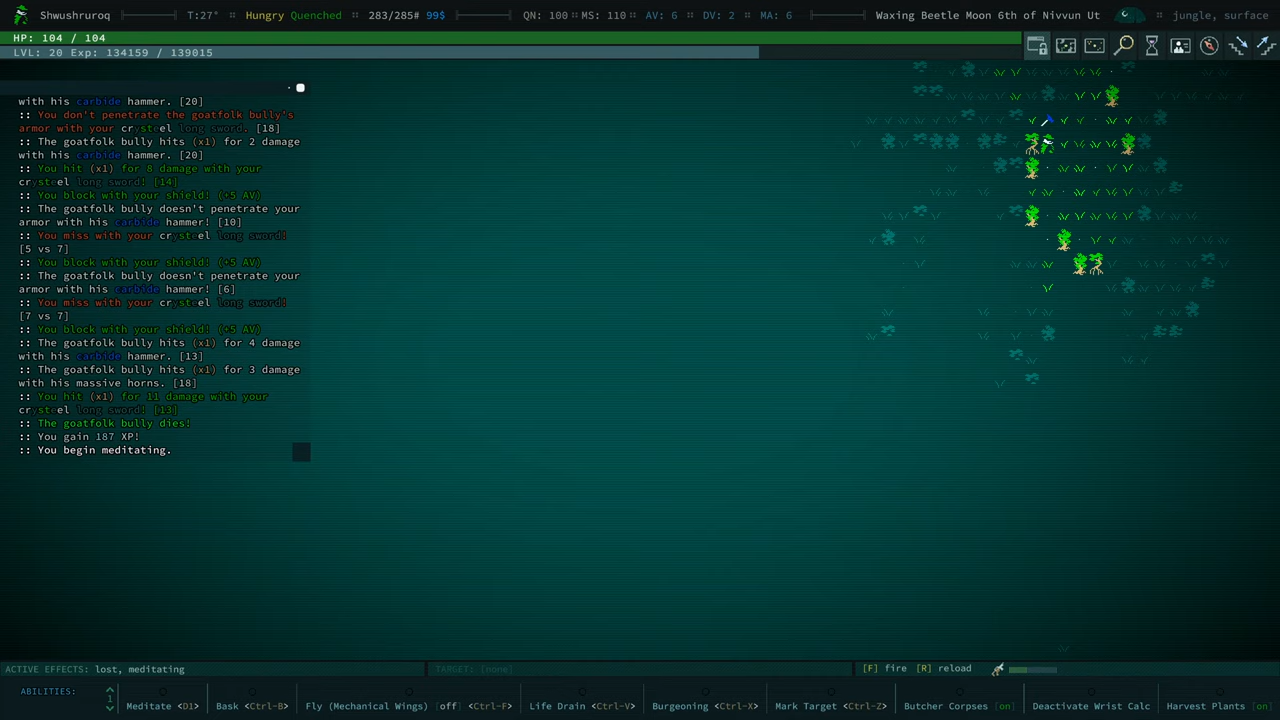 Shwushruroq T:27° :: Hungry Quenched 283/285# 99$ QN: 100 :: MS: 110 :: AV: 6 :: DV: 2 :: MA: 6 Waxing Beetle Moon 6th of Nivvun Ut :: jungle, surface
HP: 104 / 104
LVL: 20 Exp: 134159 / 139015
with his carbide hammer. [20]
:: You don't penetrate the goatfolk bully's
armor with your crysteel long sword. [18]
:: The goatfolk bully hits (x1) for 2 damage
with his carbide hammer. [20]
:: You hit (x1) for 8 damage with your
crysteel long sword! [14]
:: You block with your shield! (+5 AV)
:: The goatfolk bully doesn't penetrate your
armor with his carbide hammer! [10]
:: You miss with your crysteel long sword!
[5 vs 7]
:: You block with your shield! (+5 AV)
:: The goatfolk bully doesn't penetrate your
armor with his carbide hammer! [6]
:: You miss with your crysteel long sword!
[7 vs 7]
:: You block with your shield! (+5 AV)
:: The goatfolk bully hits (x1) for 4 damage
with his carbide hammer. [13]
:: The goatfolk bully hits (x1) for 3 damage
with his massive horns. [18]
:: You hit (x1) for 11 damage with your
crysteel long sword! [13]
:: The goatfolk bully dies!
:: You gain 187 XP!
:: You begin meditating.
ACTIVE EFFECTS: lost, meditating TARGET: [none] [F] fire [R] reload
ABILITIES: 1 Meditate <D1> Bask <Ctrl-B> Fly (Mechanical Wings) [off] <Ctrl-F> Life Drain <Ctrl-V> Burgeoning <Ctrl-X> Mark Target <Ctrl-Z> Butcher Corpses [on] Deactivate Wrist Calc Harvest Plants [on]